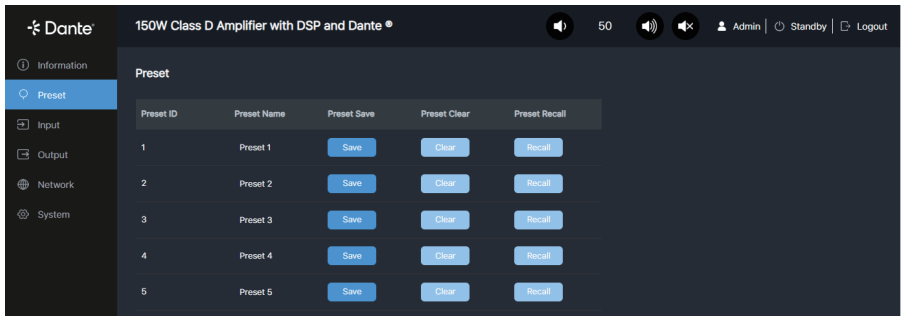 Dante®
150W Class D Amplifier with DSP and Dante ®
50
Admin
Standby
Logout
Information
Preset
Input
Output
Network
System
Preset
Preset ID Preset Name Preset Save Preset Clear Preset Recall
1 Preset 1 Save Clear Recall
2 Preset 2 Save Clear Recall
3 Preset 3 Save Clear Recall
4 Preset 4 Save Clear Recall
5 Preset 5 Save Clear Recall